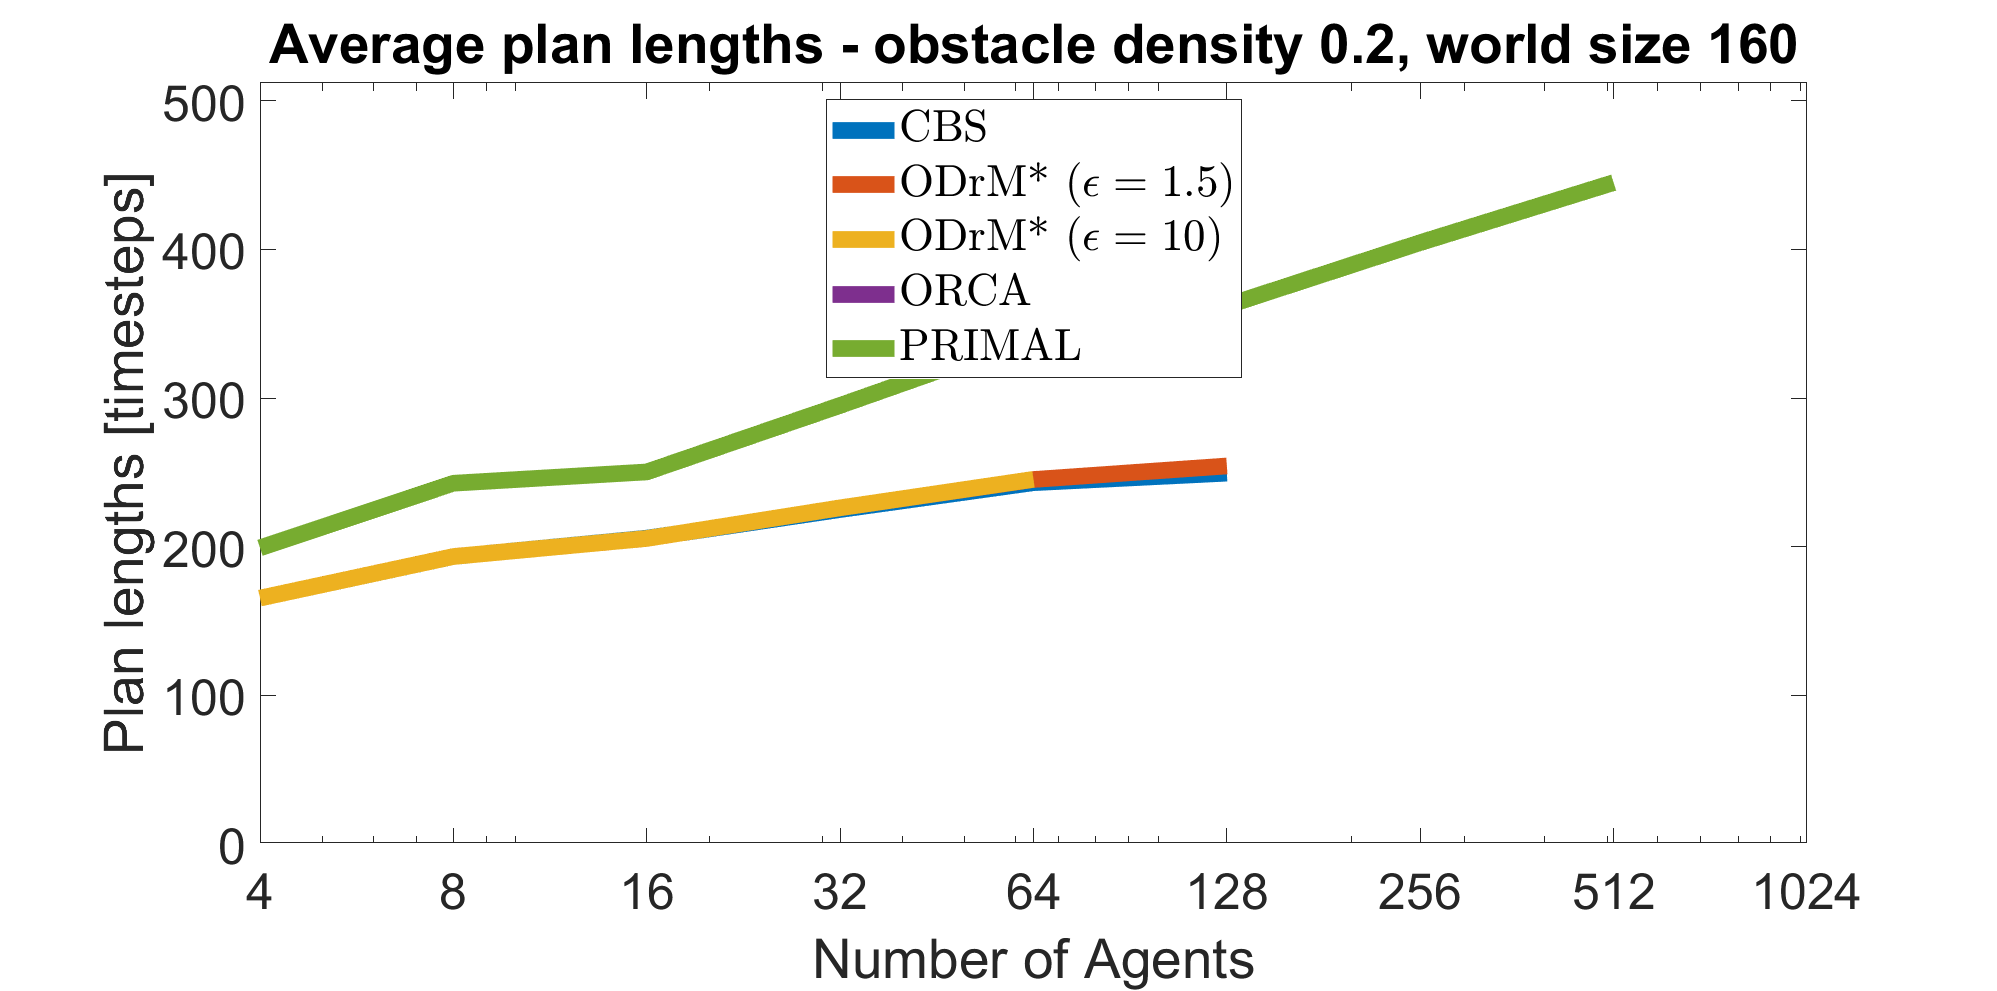 Average plan lengths - obstacle density 0.2, world size 160
Plan lengths [timesteps]
500
400
300
200
100
0
CBS
ODrM* (ϵ = 1.5)
ODrM* (ϵ = 10)
ORCA
PRIMAL
4 8 16 32 64 128 256 512 1024
Number of Agents